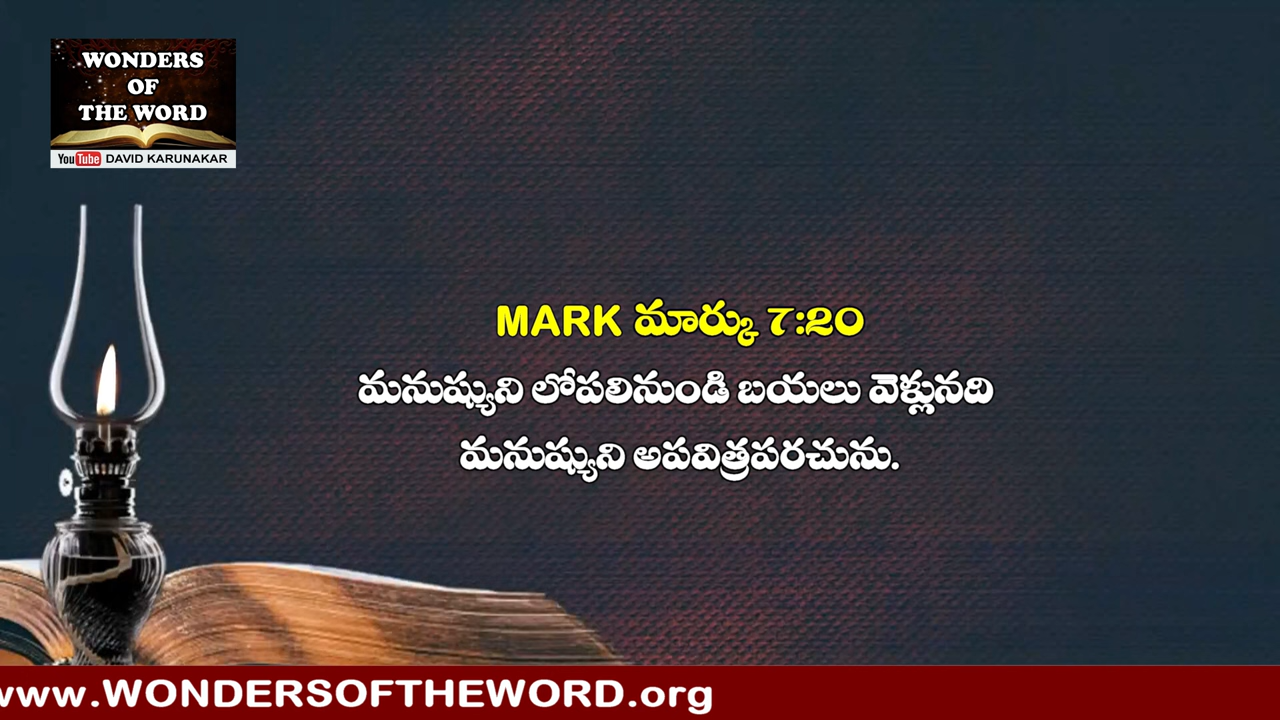 WONDERS
OF
THE WORD
YouTube DAVID KARUNAKAR
MARK మార్కు 7:20
మనుష్యుని లోపలినుండి బయలు వెళ్లునది
మనుష్యుని అపవిత్రపరచును.
www.WONDERSOFTHEWORD.org